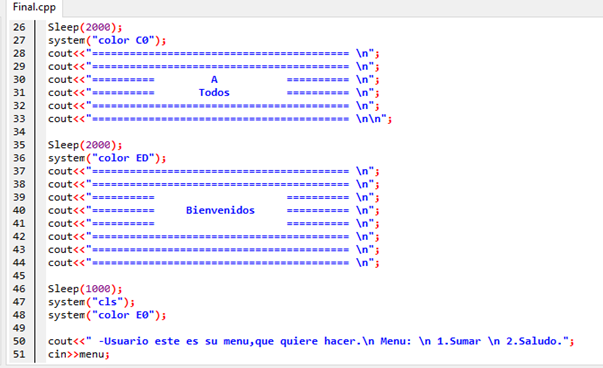 Final.cpp
26 Sleep(2000);
27 system("color C0");
28 cout<<"========================================= \n";
29 cout<<"========================================= \n";
30 cout<<"==========         A           ========== \n";
31 cout<<"==========       Todos         ========== \n";
32 cout<<"========================================= \n";
33 cout<<"========================================= \n\n";
34
35 Sleep(2000);
36 system("color ED");
37 cout<<"========================================= \n";
38 cout<<"========================================= \n";
39 cout<<"==========                     ========== \n";
40 cout<<"==========     Bienvenidos     ========== \n";
41 cout<<"==========                     ========== \n";
42 cout<<"========================================= \n";
43 cout<<"========================================= \n";
44 cout<<"========================================= \n";
45
46 Sleep(1000);
47 system("cls");
48 system("color E0");
49
50 cout<<" -Usuario este es su menu,que quiere hacer.\n Menu: \n 1.Sumar \n 2.Saludo.";
51 cin>>menu;